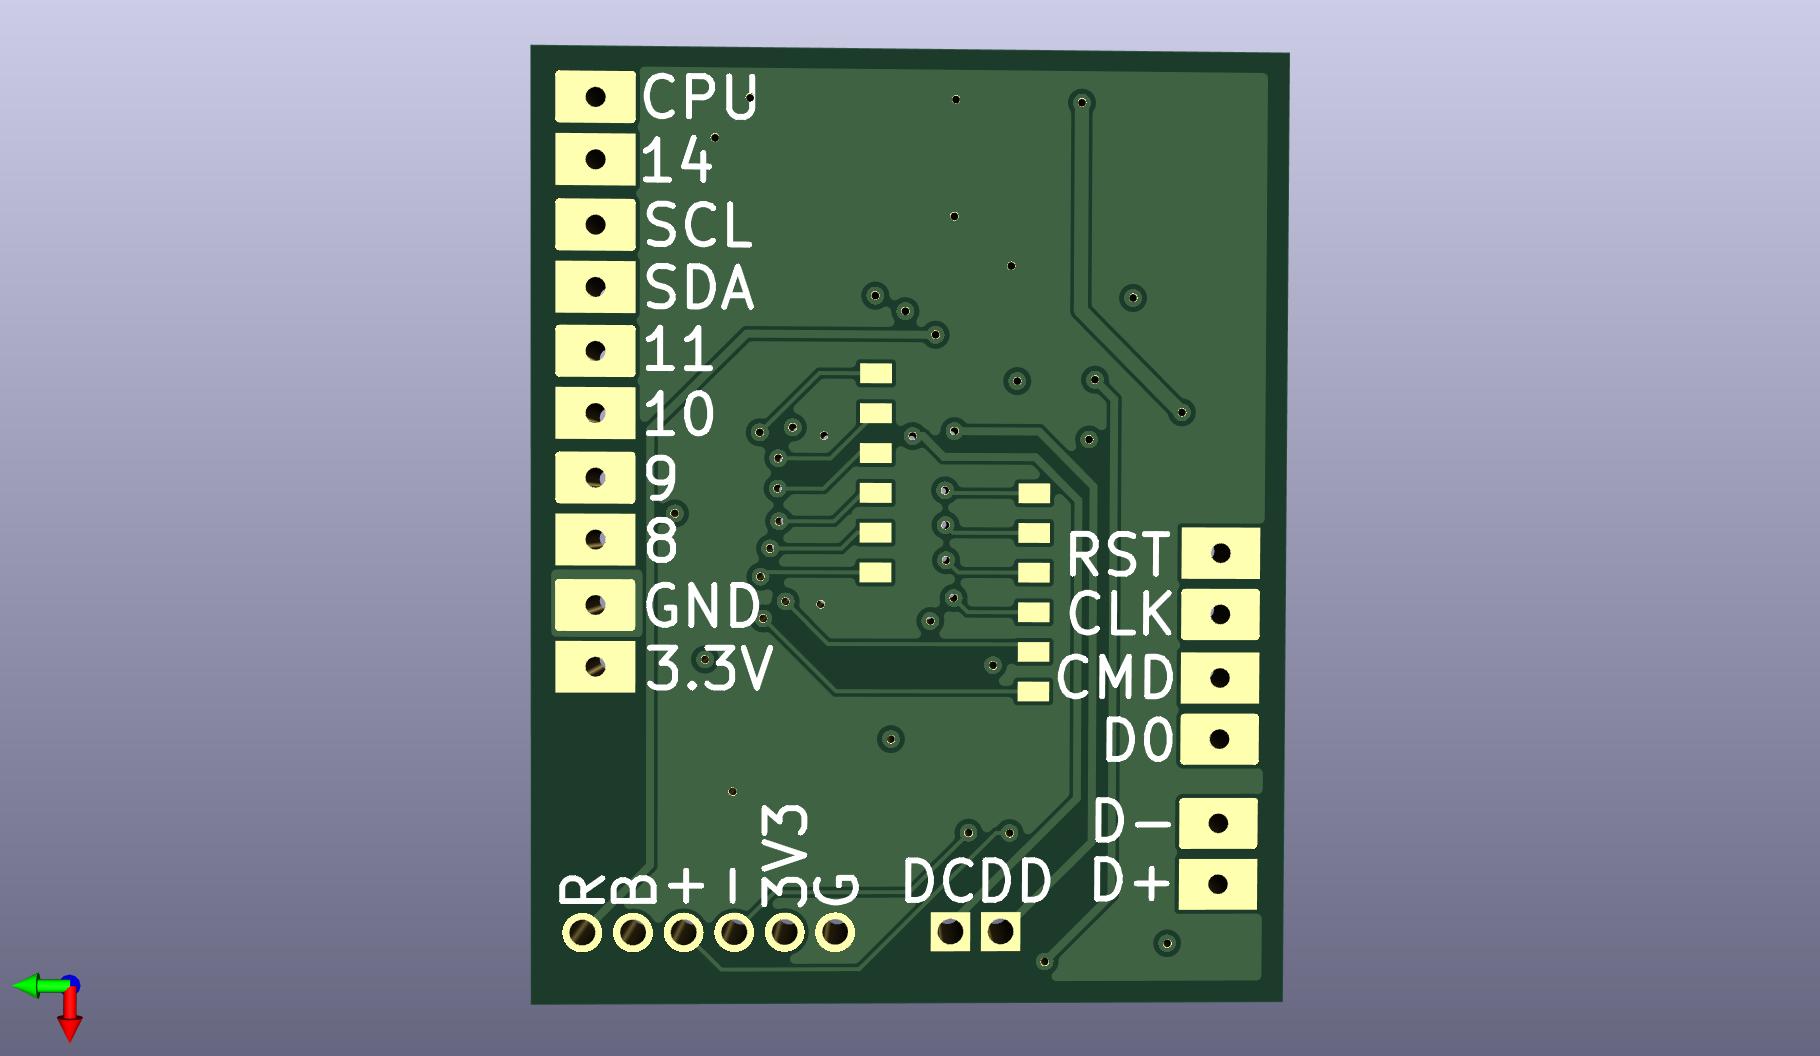 CPU
14
SCL
SDA
11
10
9
8
GND
3.3V
RST
CLK
CMD
D0
D-
D+
R
B
+
-
3V3
G
DC
DD